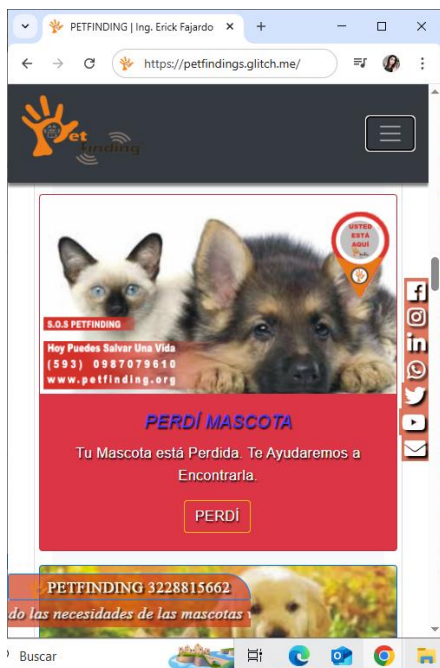 PETFINDING | Ing. Erick Fajardo
https://petfindings.glitch.me/
et
finding
USTED
ESTÁ
AQUÍ
S.O.S PETFINDING
Hoy Puedes Salvar Una Vida
(593) 0987079610
www.petfinding.org
PERDÍ MASCOTA
Tu Mascota está Perdida. Te Ayudaremos a
Encontrarla.
PERDÍ
PETFINDING 3228815662
do las necesidades de las mascotas
Buscar